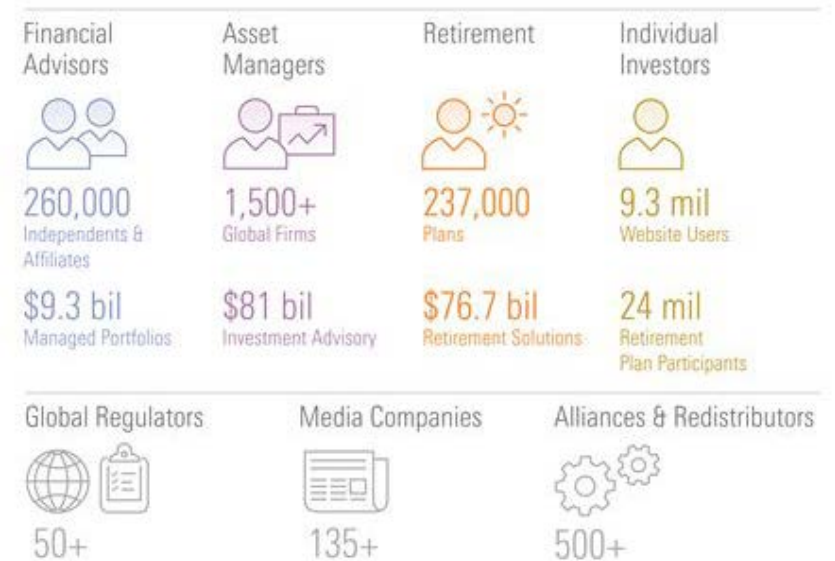 Financial
Advisors
Asset
Managers
Retirement
Individual
Investors
260,000
Independents &
Affiliates
1,500+
Global Firms
237,000
Plans
9.3 mil
Website Users
$9.3 bil
Managed Portfolios
$81 bil
Investment Advisory
$76.7 bil
Retirement Solutions
24 mil
Retirement
Plan Participants
Global Regulators
Media Companies
Alliances & Redistributors
50+
135+
500+